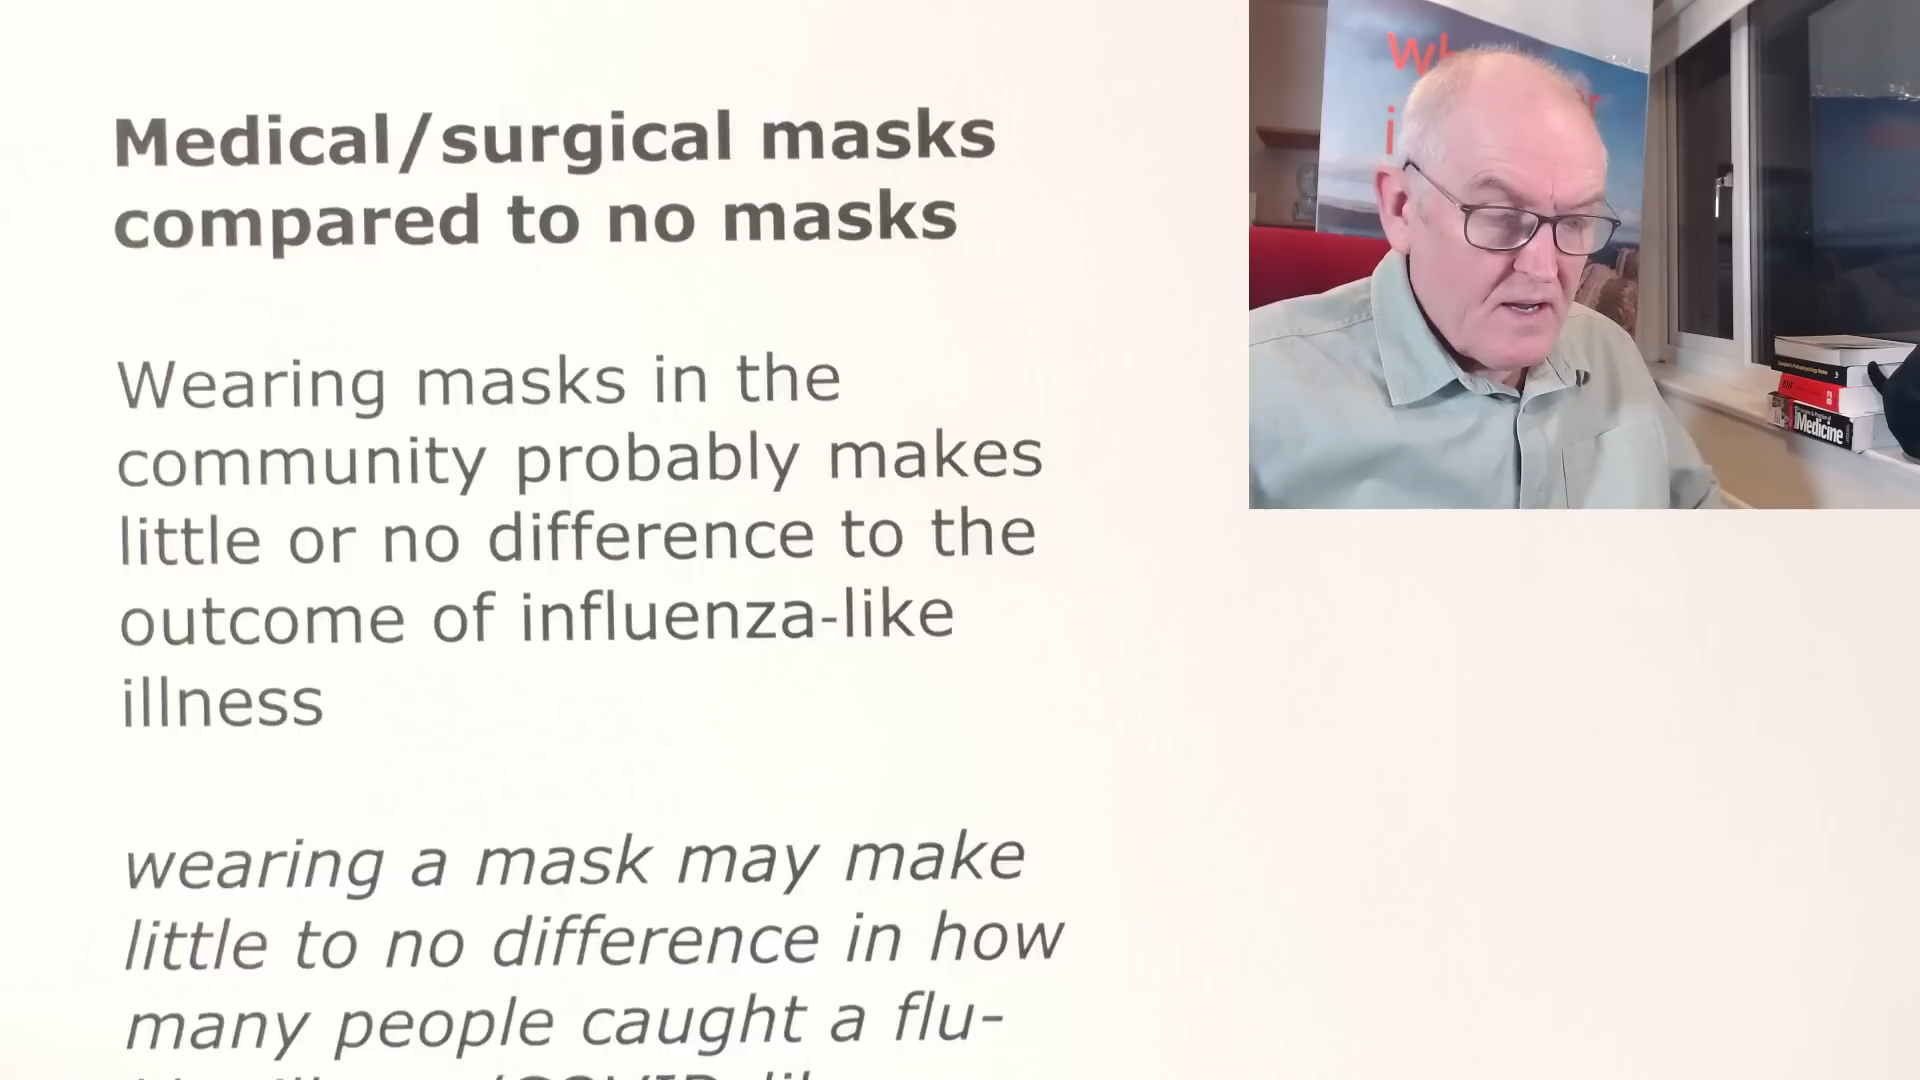 Medical/surgical masks
compared to no masks
Wearing masks in the
community probably makes
little or no difference to the
outcome of influenza-like
illness
wearing a mask may make
little to no difference in how
many people caught a flu-
Medicine